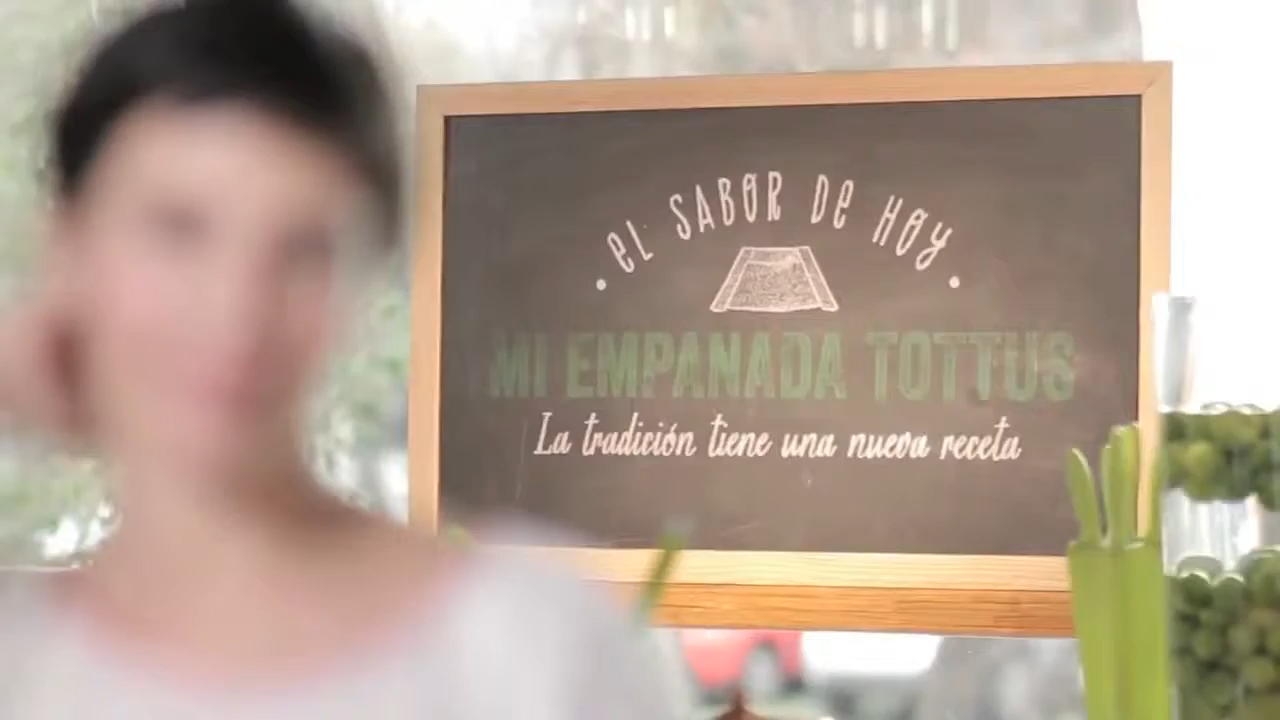 • el SABOR De HOy •
MI EMPANADA TOTTUS
La tradición tiene una nueva receta